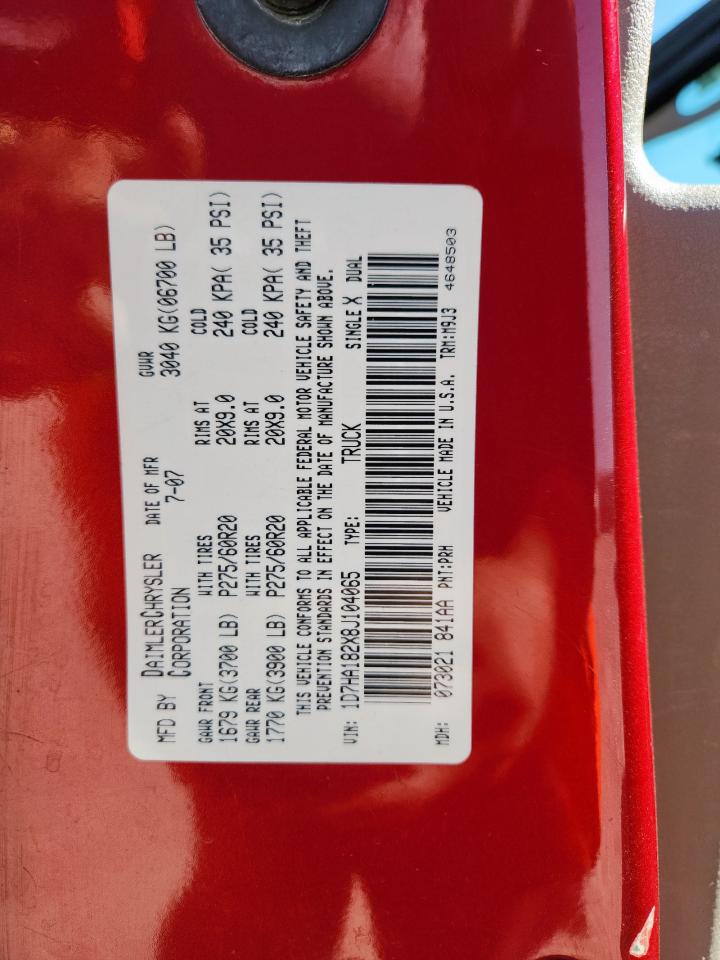 MFD BY DAIMLERCHRYSLER CORPORATION DATE OF MFR 7-07 GVWR 3040 KG(06700 LB)
GAWR FRONT WITH TIRES RIMS AT COLD
1679 KG(3700 LB) P275/60R20 20X9.0 240 KPA( 35 PSI)
GAWR REAR WITH TIRES RIMS AT COLD
1770 KG(3900 LB) P275/60R20 20X9.0 240 KPA( 35 PSI)
THIS VEHICLE CONFORMS TO ALL APPLICABLE FEDERAL MOTOR VEHICLE SAFETY AND THEFT
PREVENTION STANDARDS IN EFFECT ON THE DATE OF MANUFACTURE SHOWN ABOVE.
VIN: 1D7HA182X8J104065 TYPE: TRUCK SINGLE X DUAL
MDH: 073021 841AA PNT:PRH VEHICLE MADE IN U.S.A. TRM:M9J3 4648503